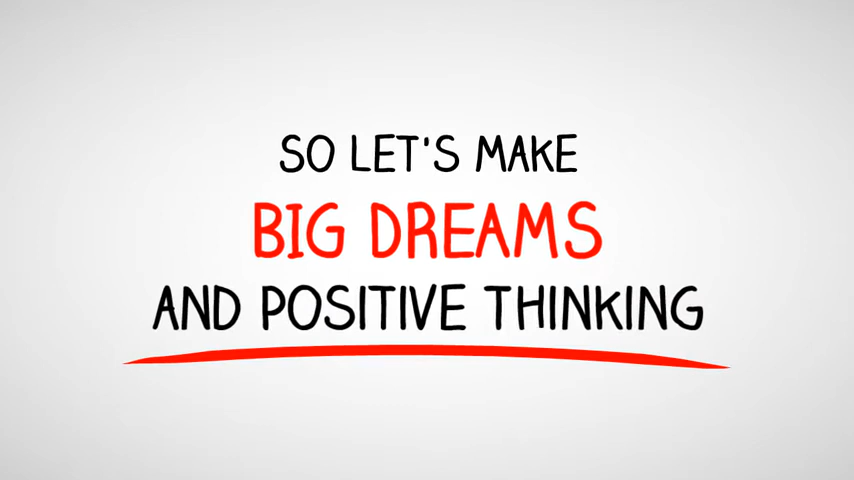 SO LET'S MAKE
BIG DREAMS
AND POSITIVE THINKING